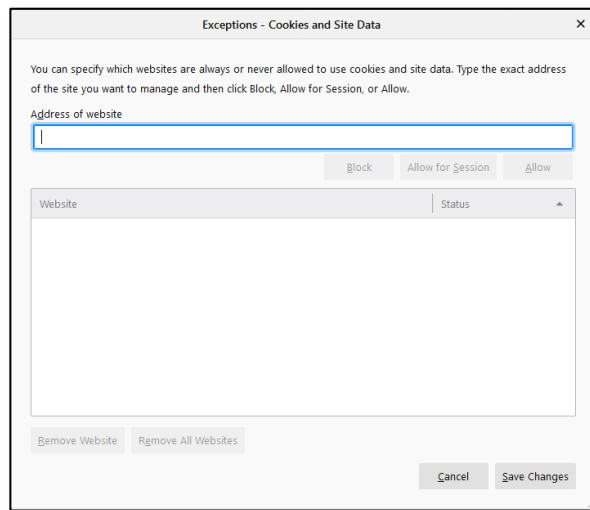 Exceptions - Cookies and Site Data
You can specify which websites are always or never allowed to use cookies and site data. Type the exact address
of the site you want to manage and then click Block, Allow for Session, or Allow.
Address of website
Block Allow for Session Allow
Website Status
Remove Website Remove All Websites
Cancel Save Changes